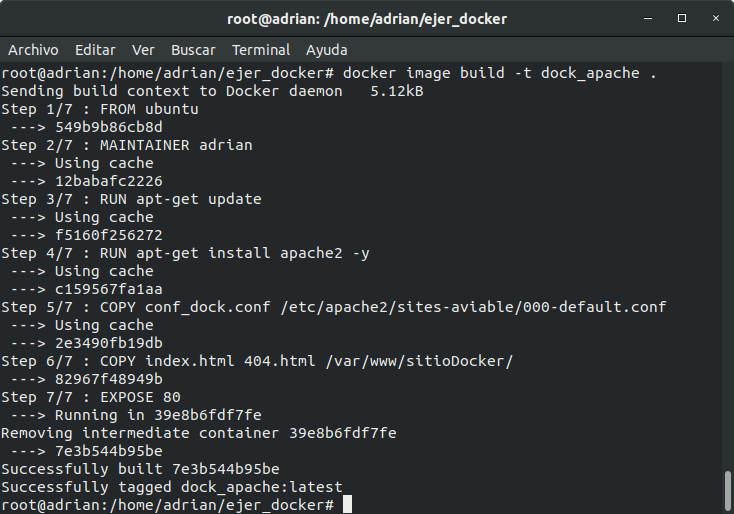 root@adrian: /home/adrian/ejer_docker
Archivo Editar Ver Buscar Terminal Ayuda
root@adrian:/home/adrian/ejer_docker# docker image build -t dock_apache .
Sending build context to Docker daemon   5.12kB
Step 1/7 : FROM ubuntu
 ---> 549b9b86cb8d
Step 2/7 : MAINTAINER adrian
 ---> Using cache
 ---> 12babafc2226
Step 3/7 : RUN apt-get update
 ---> Using cache
 ---> f5160f256272
Step 4/7 : RUN apt-get install apache2 -y
 ---> Using cache
 ---> c159567fa1aa
Step 5/7 : COPY conf_dock.conf /etc/apache2/sites-aviable/000-default.conf
 ---> Using cache
 ---> 2e3490fb19db
Step 6/7 : COPY index.html 404.html /var/www/sitioDocker/
 ---> 82967f48949b
Step 7/7 : EXPOSE 80
 ---> Running in 39e8b6fdf7fe
Removing intermediate container 39e8b6fdf7fe
 ---> 7e3b544b95be
Successfully built 7e3b544b95be
Successfully tagged dock_apache:latest
root@adrian:/home/adrian/ejer_docker#